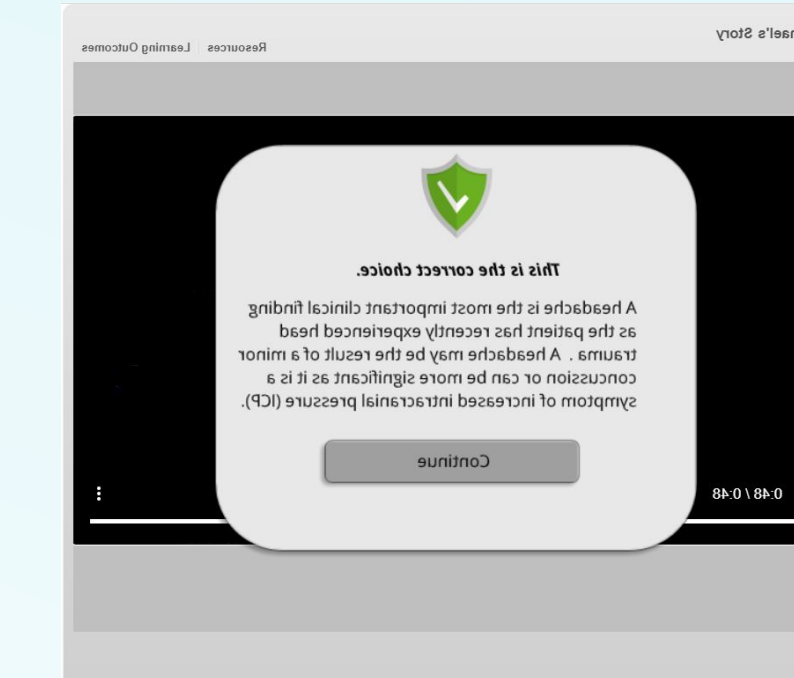 ael's Story
Resources | Learning Outcomes
This is the correct choice.
A headache is the most important clinical finding
as the patient has recently experienced head
trauma . A headache may be the result of a minor
concussion or can be more significant as it is a
symptom of increased intracranial pressure (ICP).
Continue
0:48 / 0:48